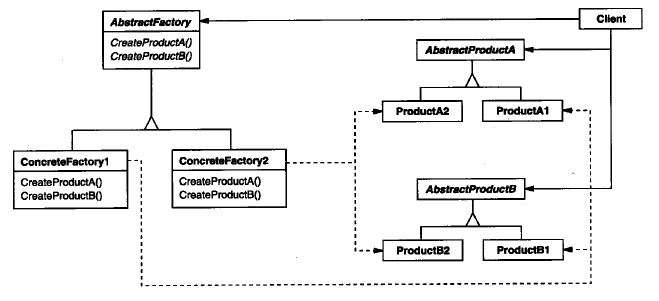 AbstractFactory
Client
CreateProductA()
CreateProductB()
AbstractProductA
ProductA2
ProductA1
ConcreteFactory1
CreateProductA()
CreateProductB()
ConcreteFactory2
CreateProductA()
CreateProductB()
AbstractProductB
ProductB2
ProductB1